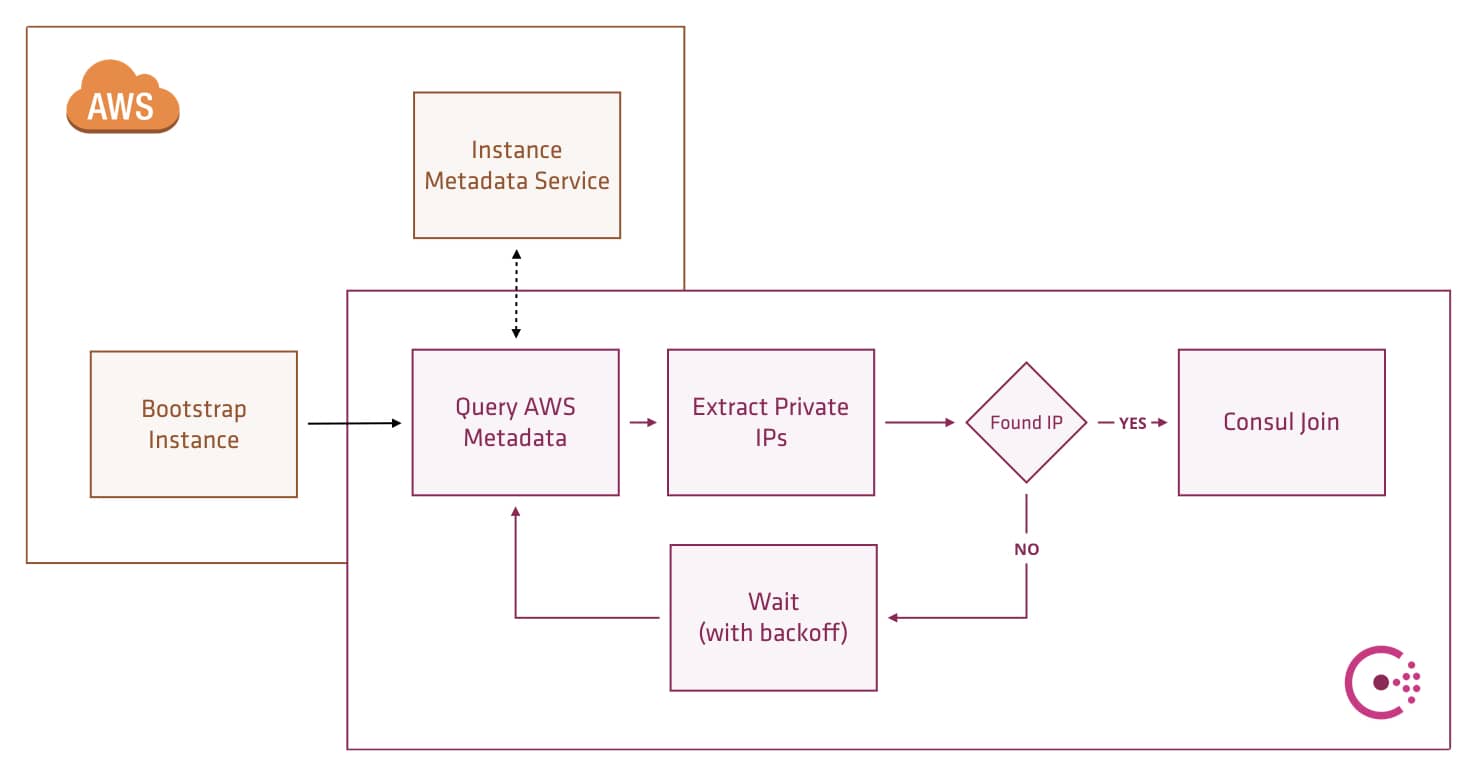 AWS
Instance
Metadata Service
Bootstrap
Instance
Query AWS
Metadata
Extract Private
IPs
Found IP
YES
Consul Join
NO
Wait
(with backoff)